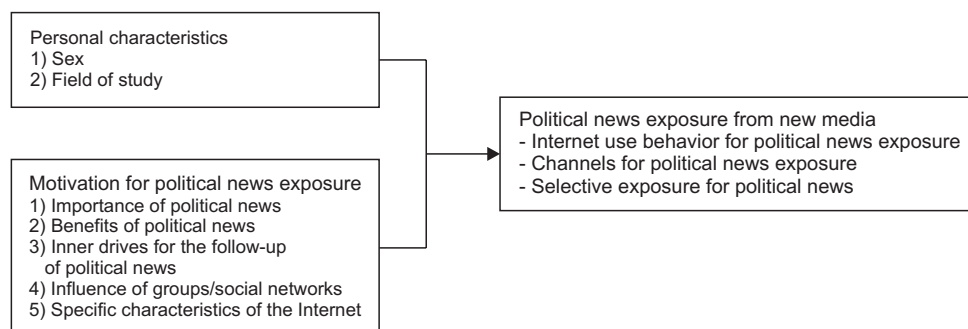 Personal characteristics
1) Sex
2) Field of study
Motivation for political news exposure
1) Importance of political news
2) Benefits of political news
3) Inner drives for the follow-up
of political news
4) Influence of groups/social networks
5) Specific characteristics of the Internet
Political news exposure from new media
- Internet use behavior for political news exposure
- Channels for political news exposure
- Selective exposure for political news